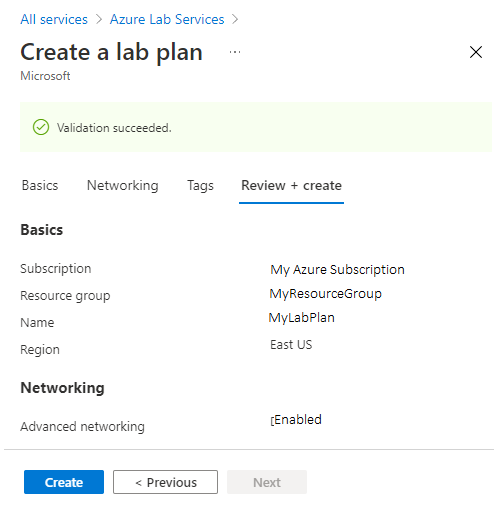 All services > Azure Lab Services >
Create a lab plan ...
Microsoft
Validation succeeded.
Basics Networking Tags Review + create
Basics
Subscription My Azure Subscription
Resource group MyResourceGroup
Name MyLabPlan
Region East US
Networking
Advanced networking [Enabled
Create < Previous Next